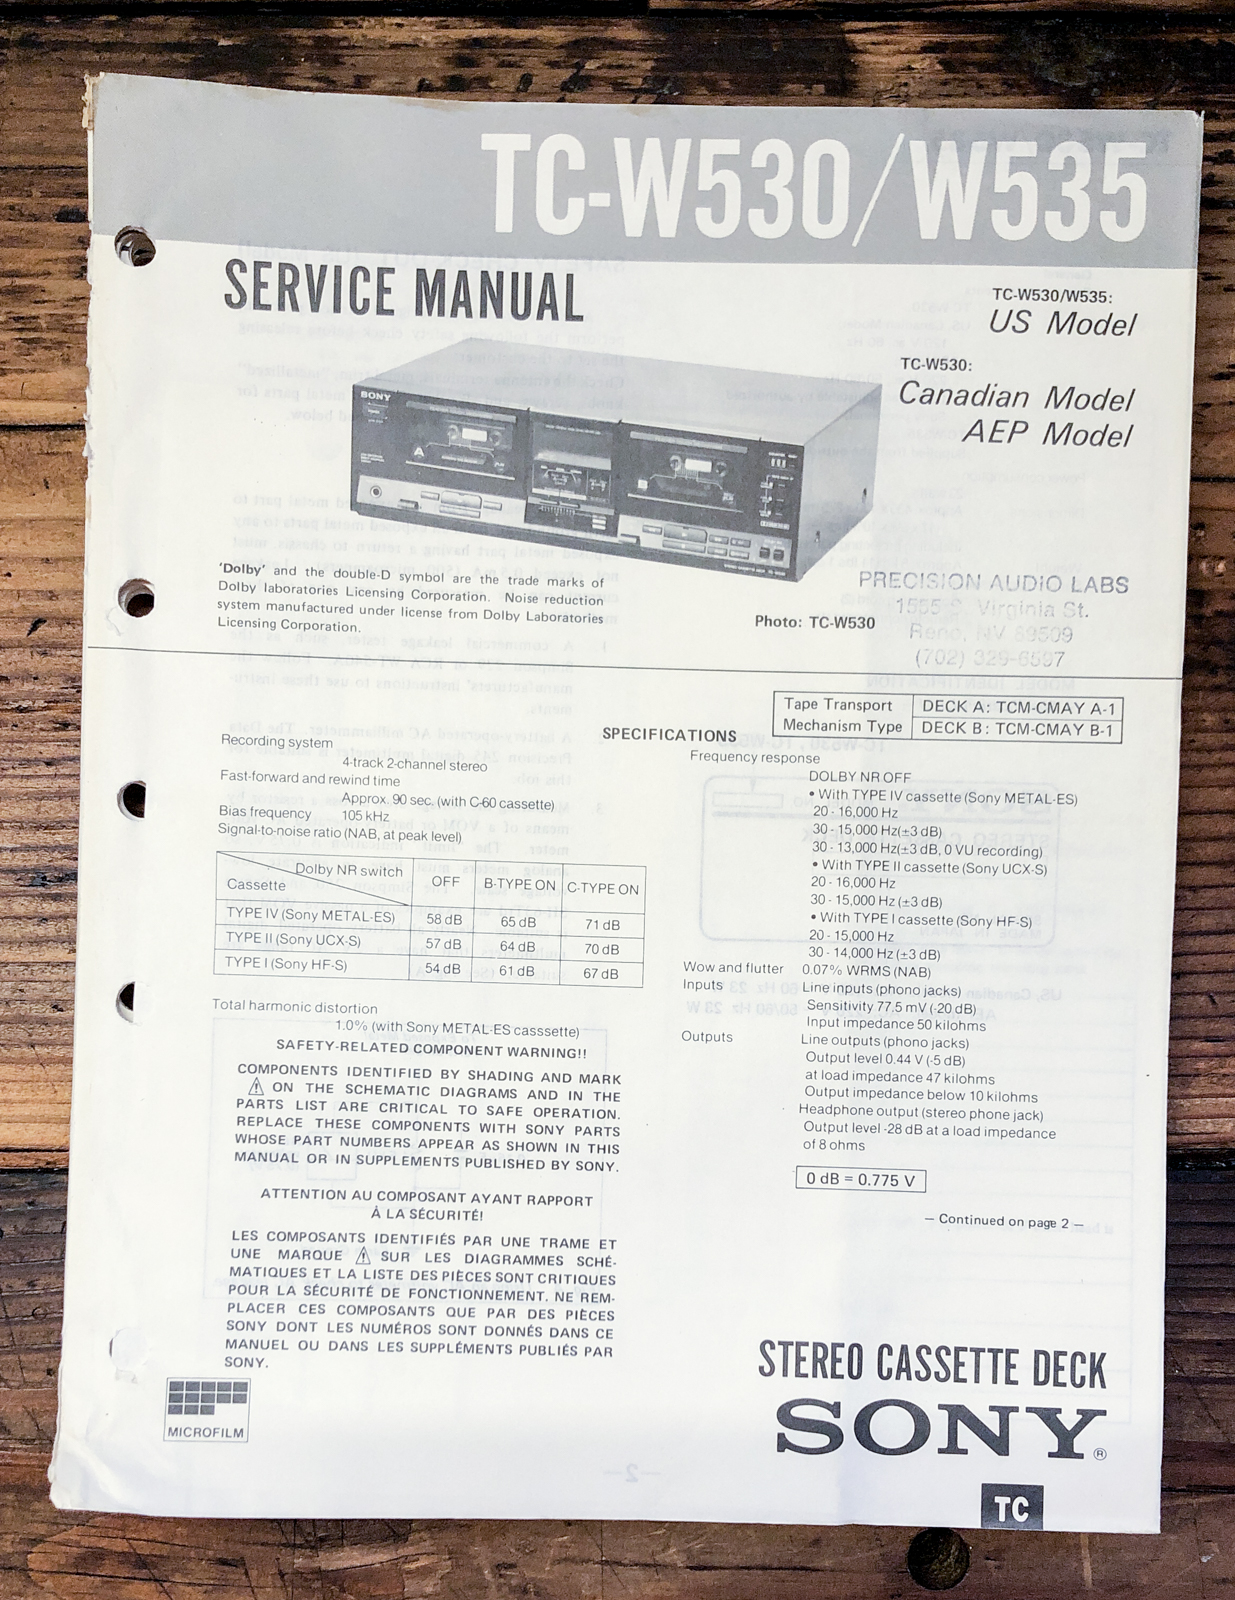 TC-W530/W535
SERVICE MANUAL
TC-W530/W535:
US Model
TC-W530:
Canadian Model
AEP Model
SONY
A
'Dolby' and the double-D symbol are the trade marks of
Dolby laboratories Licensing Corporation. Noise reduction
system manufactured under license from Dolby Laboratories
Licensing Corporation.
Photo: TC-W530
PRECISION AUDIO LABS
1555 S. Virginia St.
Reno, NV 89509
(702) 329-6597
Tape Transport Mechanism Type
DECK A: TCM-CMAY A-1
DECK B: TCM-CMAY B-1
SPECIFICATIONS
Recording system
4-track 2-channel stereo
Fast-forward and rewind time
Approx. 90 sec. (with C-60 cassette)
Bias frequency 105 kHz
Signal-to-noise ratio (NAB, at peak level)
Dolby NR switch
Cassette
OFF B-TYPE ON C-TYPE ON
TYPE IV (Sony METAL-ES) 58 dB 65 dB 71 dB
TYPE II (Sony UCX-S) 57 dB 64 dB 70 dB
TYPE I (Sony HF-S) 54 dB 61 dB 67 dB
Total harmonic distortion
1.0% (with Sony METAL-ES casssette)
SAFETY-RELATED COMPONENT WARNING!!
COMPONENTS IDENTIFIED BY SHADING AND MARK
⚠ ON THE SCHEMATIC DIAGRAMS AND IN THE
PARTS LIST ARE CRITICAL TO SAFE OPERATION.
REPLACE THESE COMPONENTS WITH SONY PARTS
WHOSE PART NUMBERS APPEAR AS SHOWN IN THIS
MANUAL OR IN SUPPLEMENTS PUBLISHED BY SONY.
ATTENTION AU COMPOSANT AYANT RAPPORT
À LA SÉCURITÉ!
LES COMPOSANTS IDENTIFIÉS PAR UNE TRAME ET
UNE MARQUE ⚠ SUR LES DIAGRAMMES SCHÉ-
MATIQUES ET LA LISTE DES PIÈCES SONT CRITIQUES
POUR LA SÉCURITÉ DE FONCTIONNEMENT. NE REM-
PLACER CES COMPOSANTS QUE PAR DES PIÈCES
SONY DONT LES NUMÉROS SONT DONNÉS DANS CE
MANUEL OU DANS LES SUPPLÉMENTS PUBLIÉS PAR
SONY.
MICROFILM
Frequency response
DOLBY NR OFF
• With TYPE IV cassette (Sony METAL-ES)
20 - 16,000 Hz
30 - 15,000 Hz (±3 dB)
30 - 13,000 Hz (±3 dB, 0 VU recording)
• With TYPE II cassette (Sony UCX-S)
20 - 16,000 Hz
30 - 15,000 Hz (±3 dB)
• With TYPE I cassette (Sony HF-S)
20 - 15,000 Hz
30 - 14,000 Hz (±3 dB)
Wow and flutter 0.07% WRMS (NAB)
Inputs Line inputs (phono jacks)
Sensitivity 77.5 mV (-20 dB)
Input impedance 50 kilohms
Outputs Line outputs (phono jacks)
Output level 0.44 V (-5 dB)
at load impedance 47 kilohms
Output impedance below 10 kilohms
Headphone output (stereo phone jack)
Output level -28 dB at a load impedance
of 8 ohms
0 dB = 0.775 V
— Continued on page 2 —
STEREO CASSETTE DECK
SONY®
TC